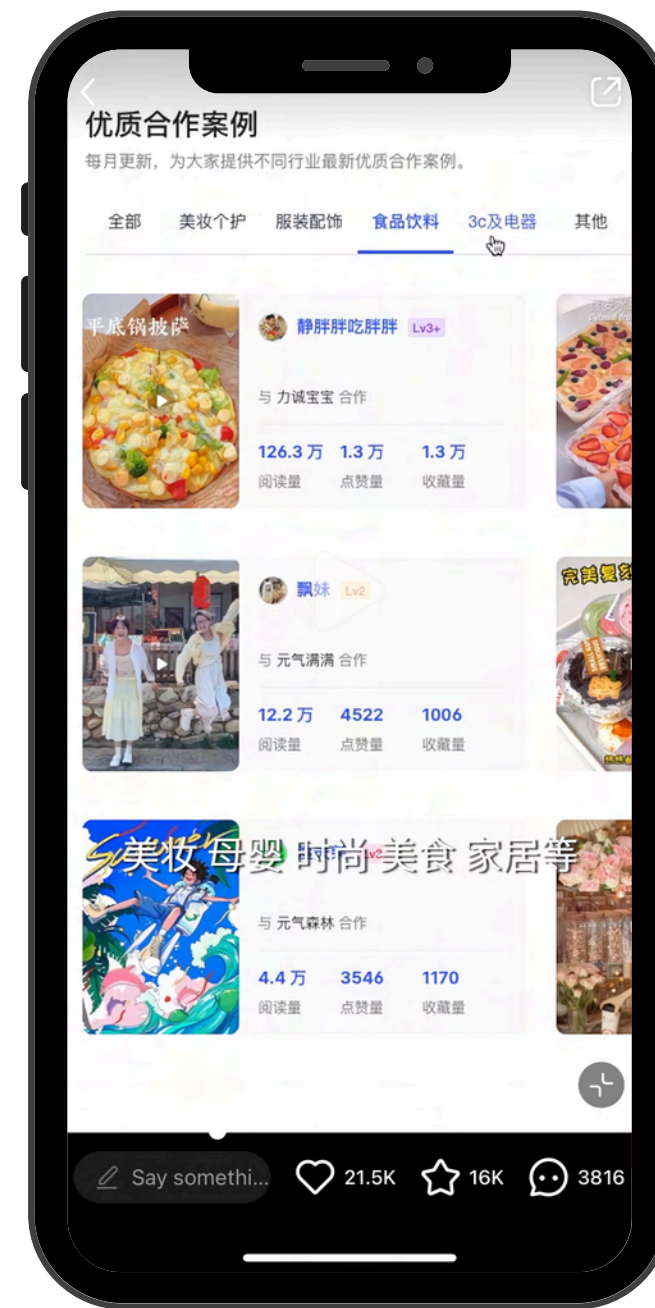 优质合作案例
每月更新，为大家提供不同行业最新优质合作案例。
全部 美妆个护 服装配饰 食品饮料 3c及电器 其他
平底锅披萨
静胖胖吃胖胖 Lv3+
与 力诚宝宝 合作
126.3 万 1.3 万 1.3 万
阅读量 点赞量 收藏量
完美复刻
飘妹 Lv2
与 元气满满 合作
12.2 万 4522 1006
阅读量 点赞量 收藏量
Summer
美妆 母婴 时尚 美食 家居等
Lv2
与 元气森林 合作
4.4 万 3546 1170
阅读量 点赞量 收藏量
Say somethi... 21.5K 16K 3816